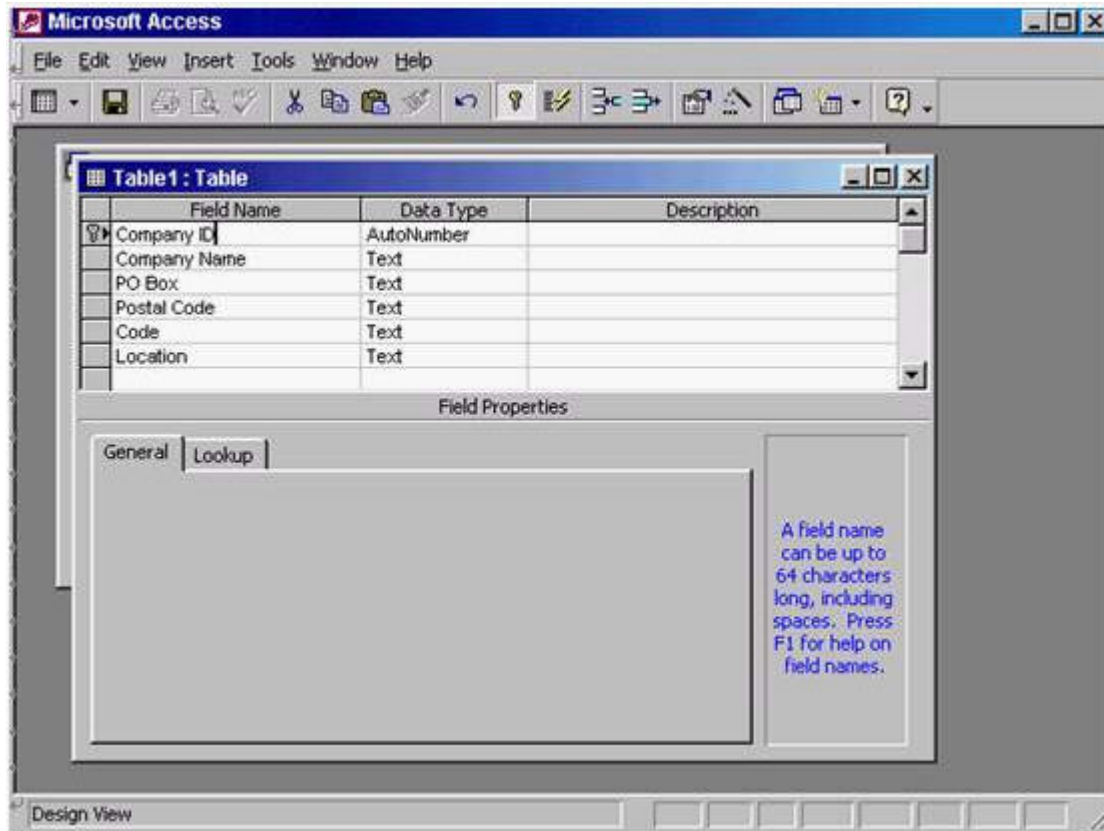 Microsoft Access
File Edit View Insert Tools Window Help
Table1 : Table
Field Name Data Type Description
Company ID AutoNumber
Company Name Text
PO Box Text
Postal Code Text
Code Text
Location Text
Field Properties
General Lookup
A field name
can be up to
64 characters
long, including
spaces. Press
F1 for help on
field names.
Design View